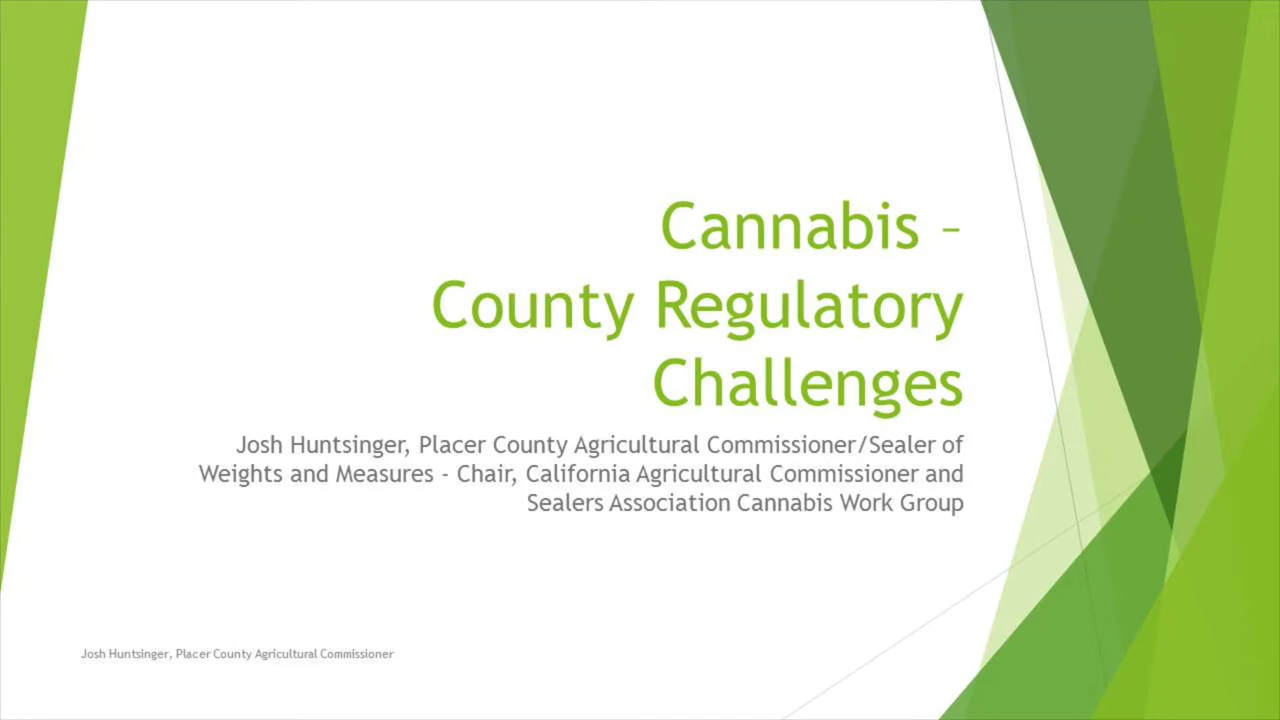 Cannabis –
County Regulatory
Challenges
Josh Huntsinger, Placer County Agricultural Commissioner/Sealer of
Weights and Measures - Chair, California Agricultural Commissioner and
Sealers Association Cannabis Work Group
Josh Huntsinger, Placer County Agricultural Commissioner